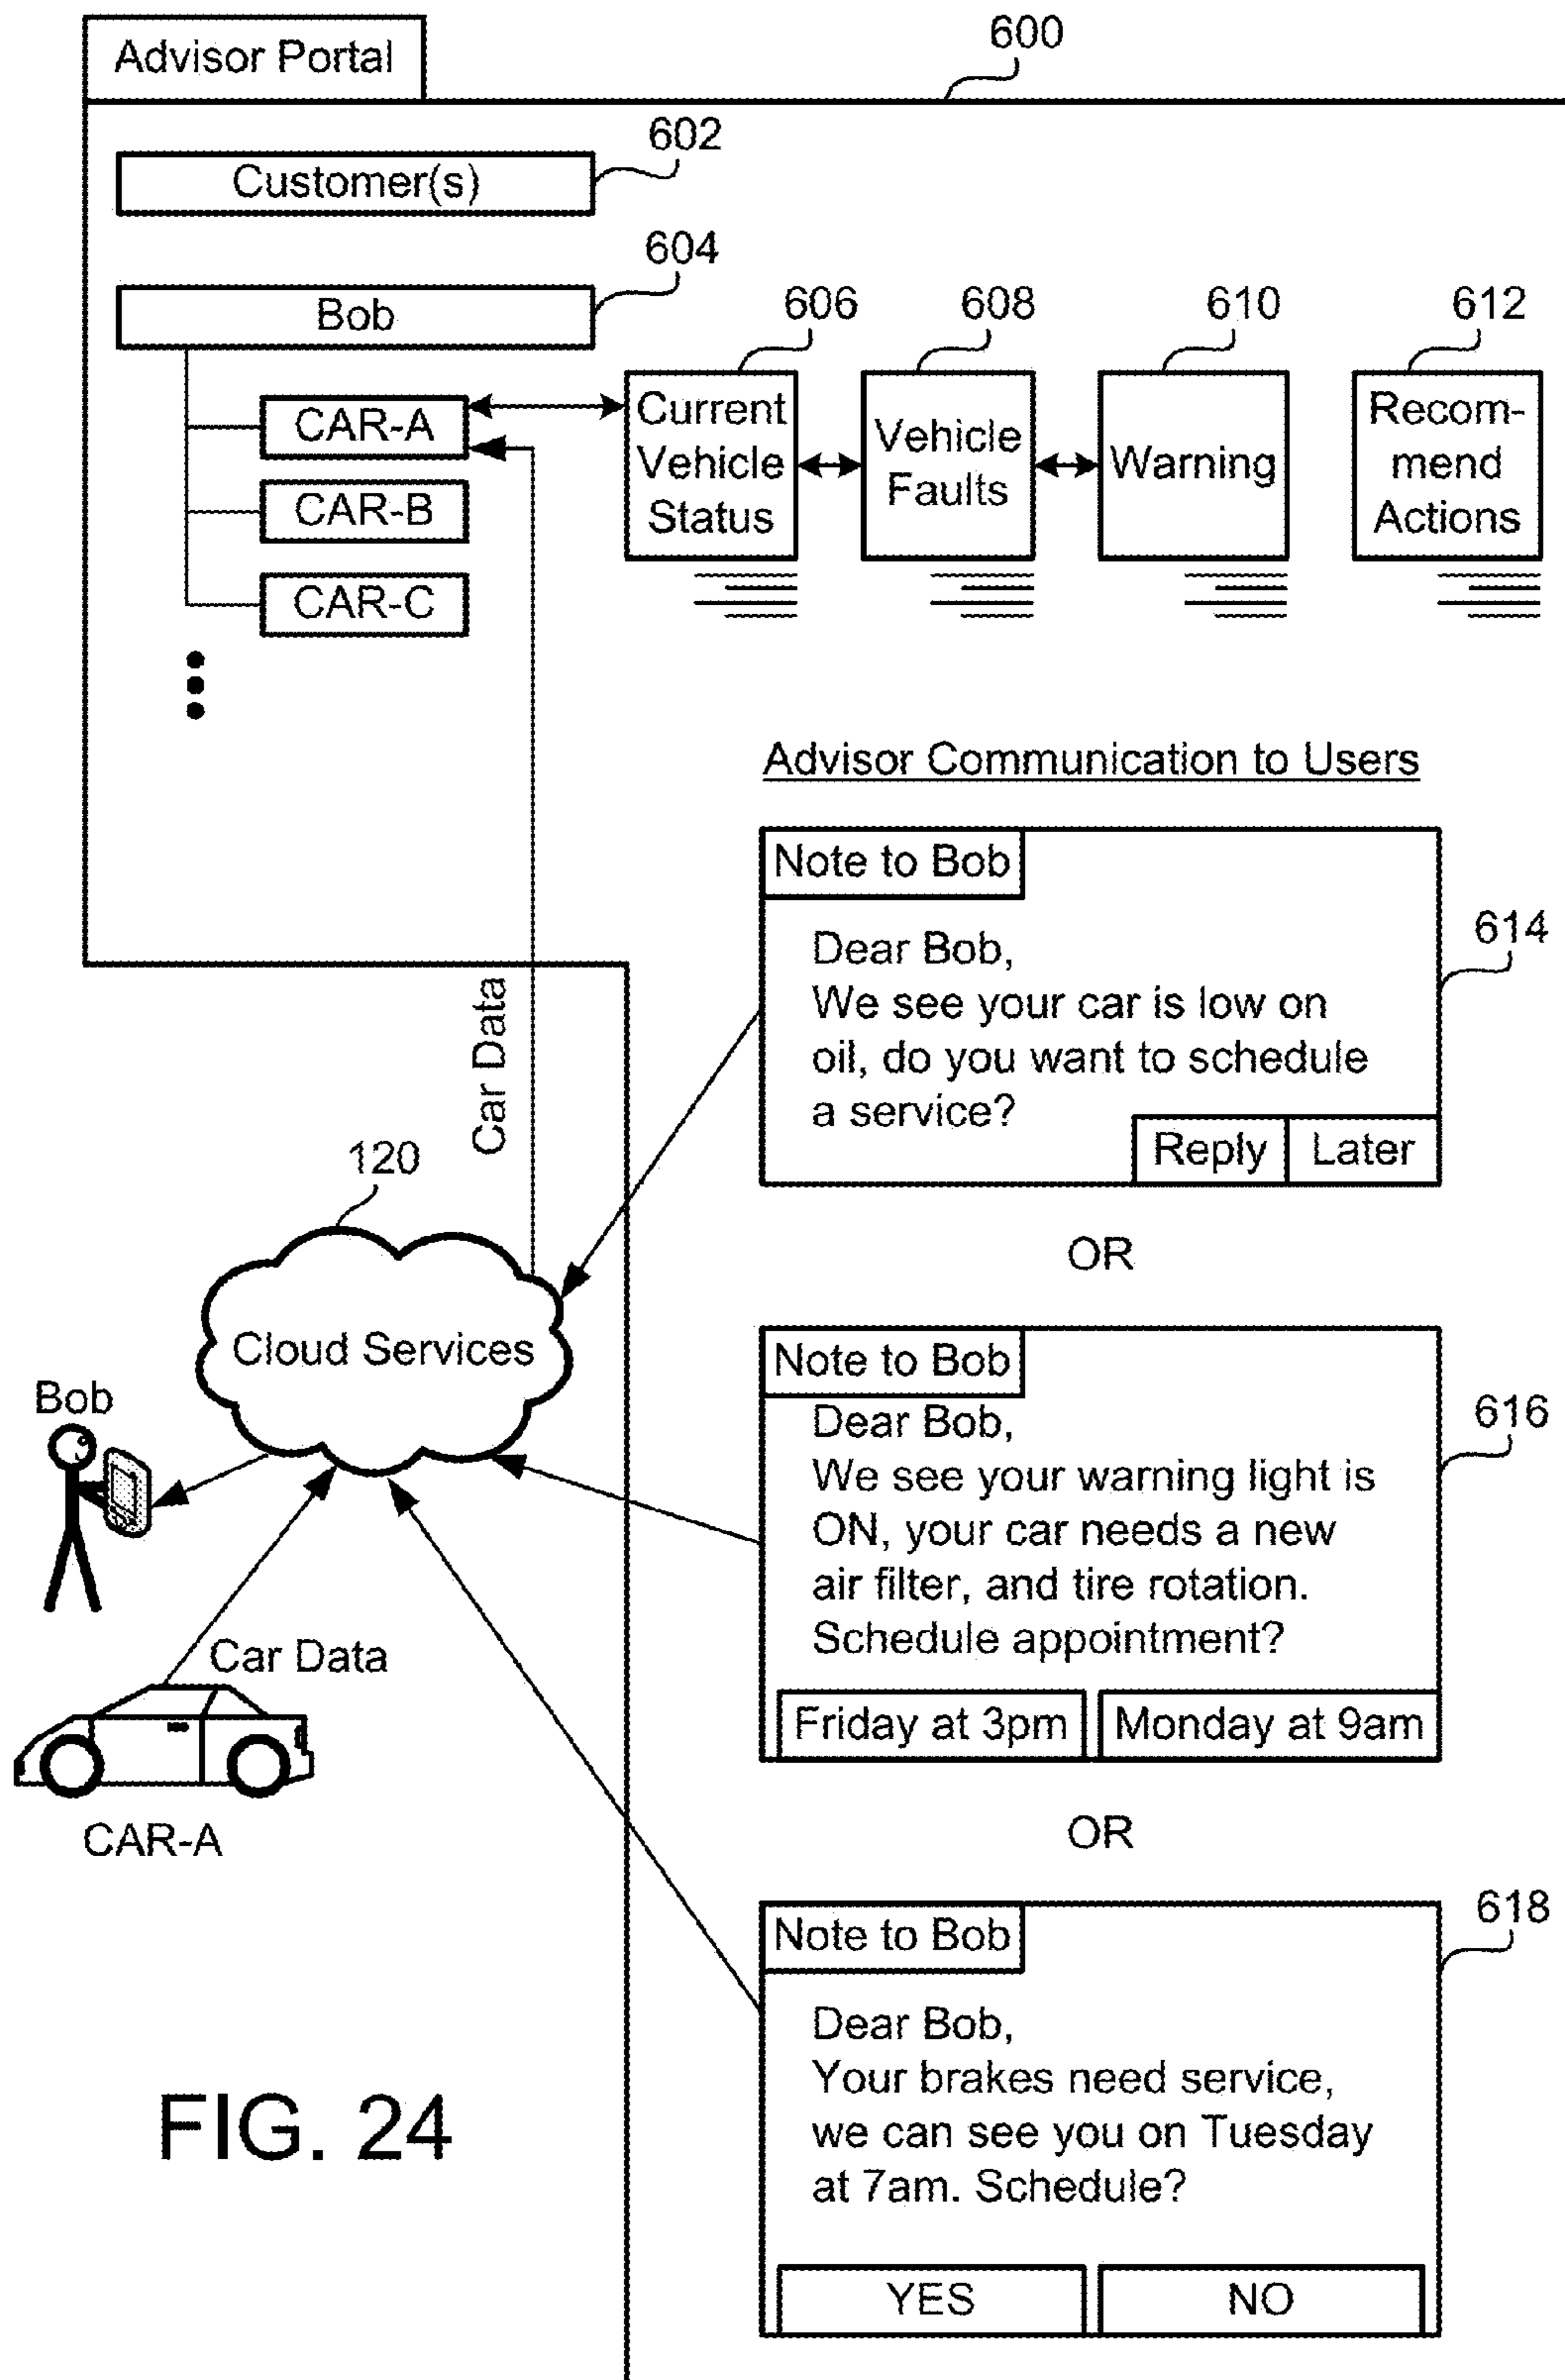 Advisor Portal
600
Customer(s)
602
Bob
604
CAR-A
CAR-B
CAR-C
606
Current
Vehicle
Status
608
Vehicle
Faults
610
Warning
612
Recom-
mend
Actions
Advisor Communication to Users
Note to Bob
Dear Bob,
We see your car is low on
oil, do you want to schedule
a service?
Reply
Later
614
OR
Note to Bob
Dear Bob,
We see your warning light is
ON, your car needs a new
air filter, and tire rotation.
Schedule appointment?
Friday at 3pm
Monday at 9am
616
OR
Note to Bob
Dear Bob,
Your brakes need service,
we can see you on Tuesday
at 7am. Schedule?
YES
NO
618
Car Data
120
Cloud Services
Bob
Car Data
CAR-A
FIG. 24